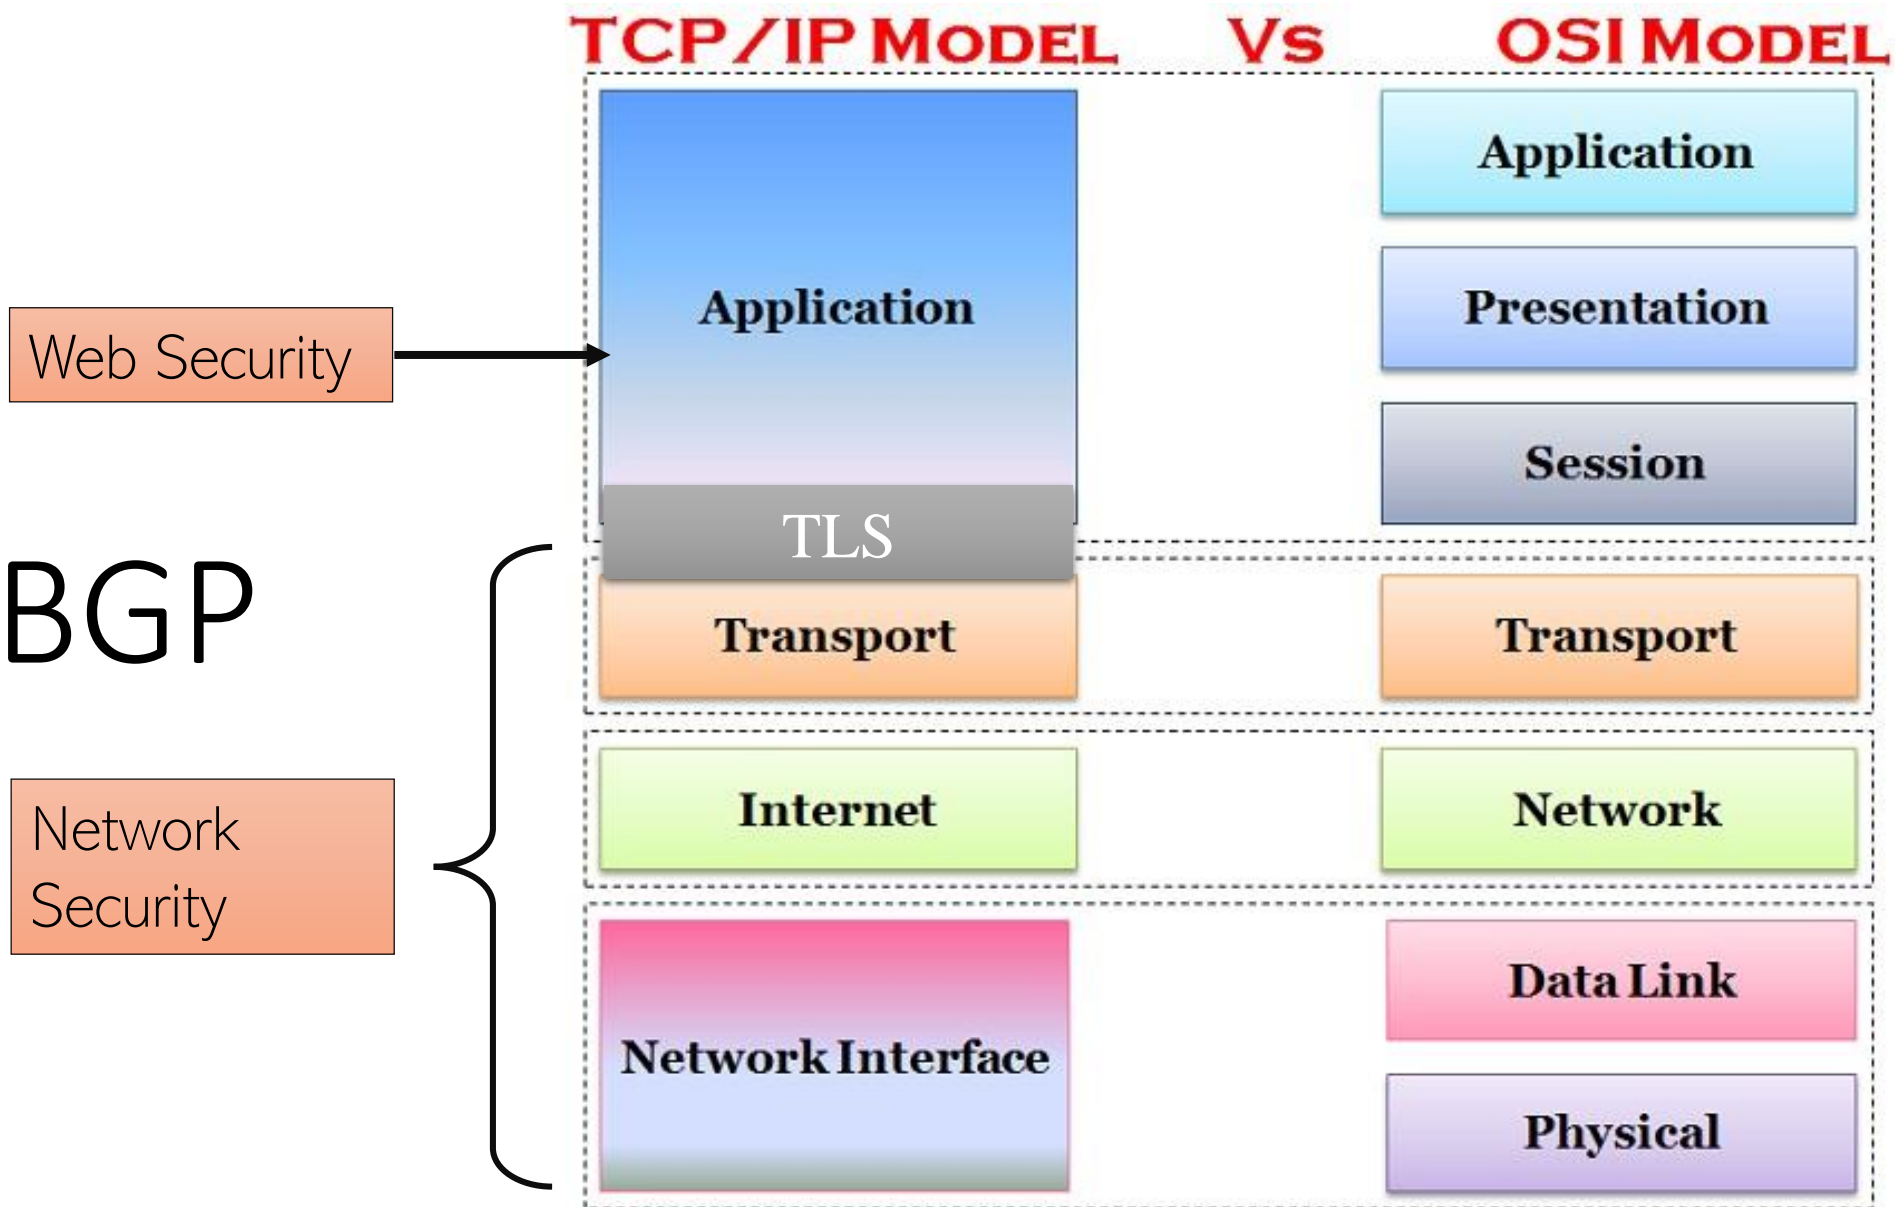 TCP/IP MODEL Vs OSI MODEL
Application
Application
Presentation
Session
Web Security
TLS
BGP
Transport
Transport
Internet
Network
Network
Security
Network Interface
Data Link
Physical